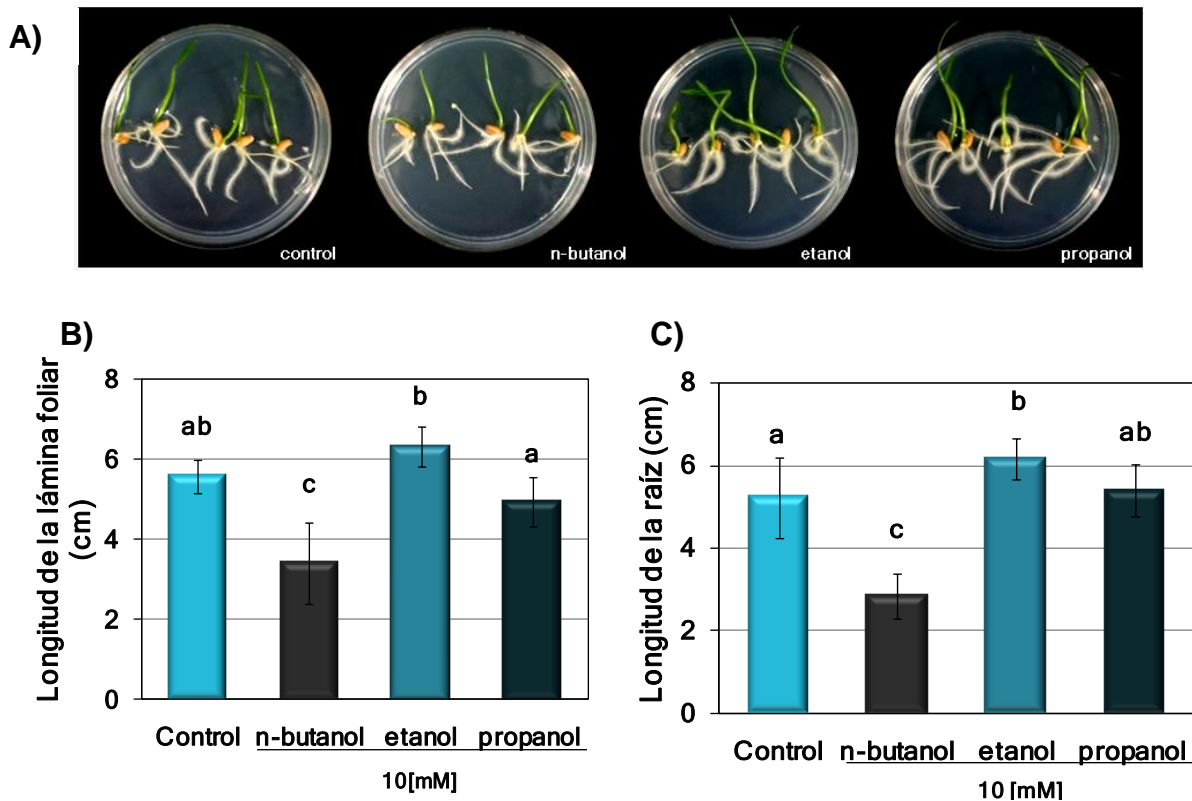 A)
control
n-butanol
etanol
propanol
B)
Longitud de la lámina foliar
(cm)
8
6
4
2
0
ab
c
b
a
Control
n-butanol
etanol
propanol
10[mM]
C)
Longitud de la raíz (cm)
8
6
4
2
0
a
c
b
ab
Control
n-butanol
etanol
propanol
10 [mM]